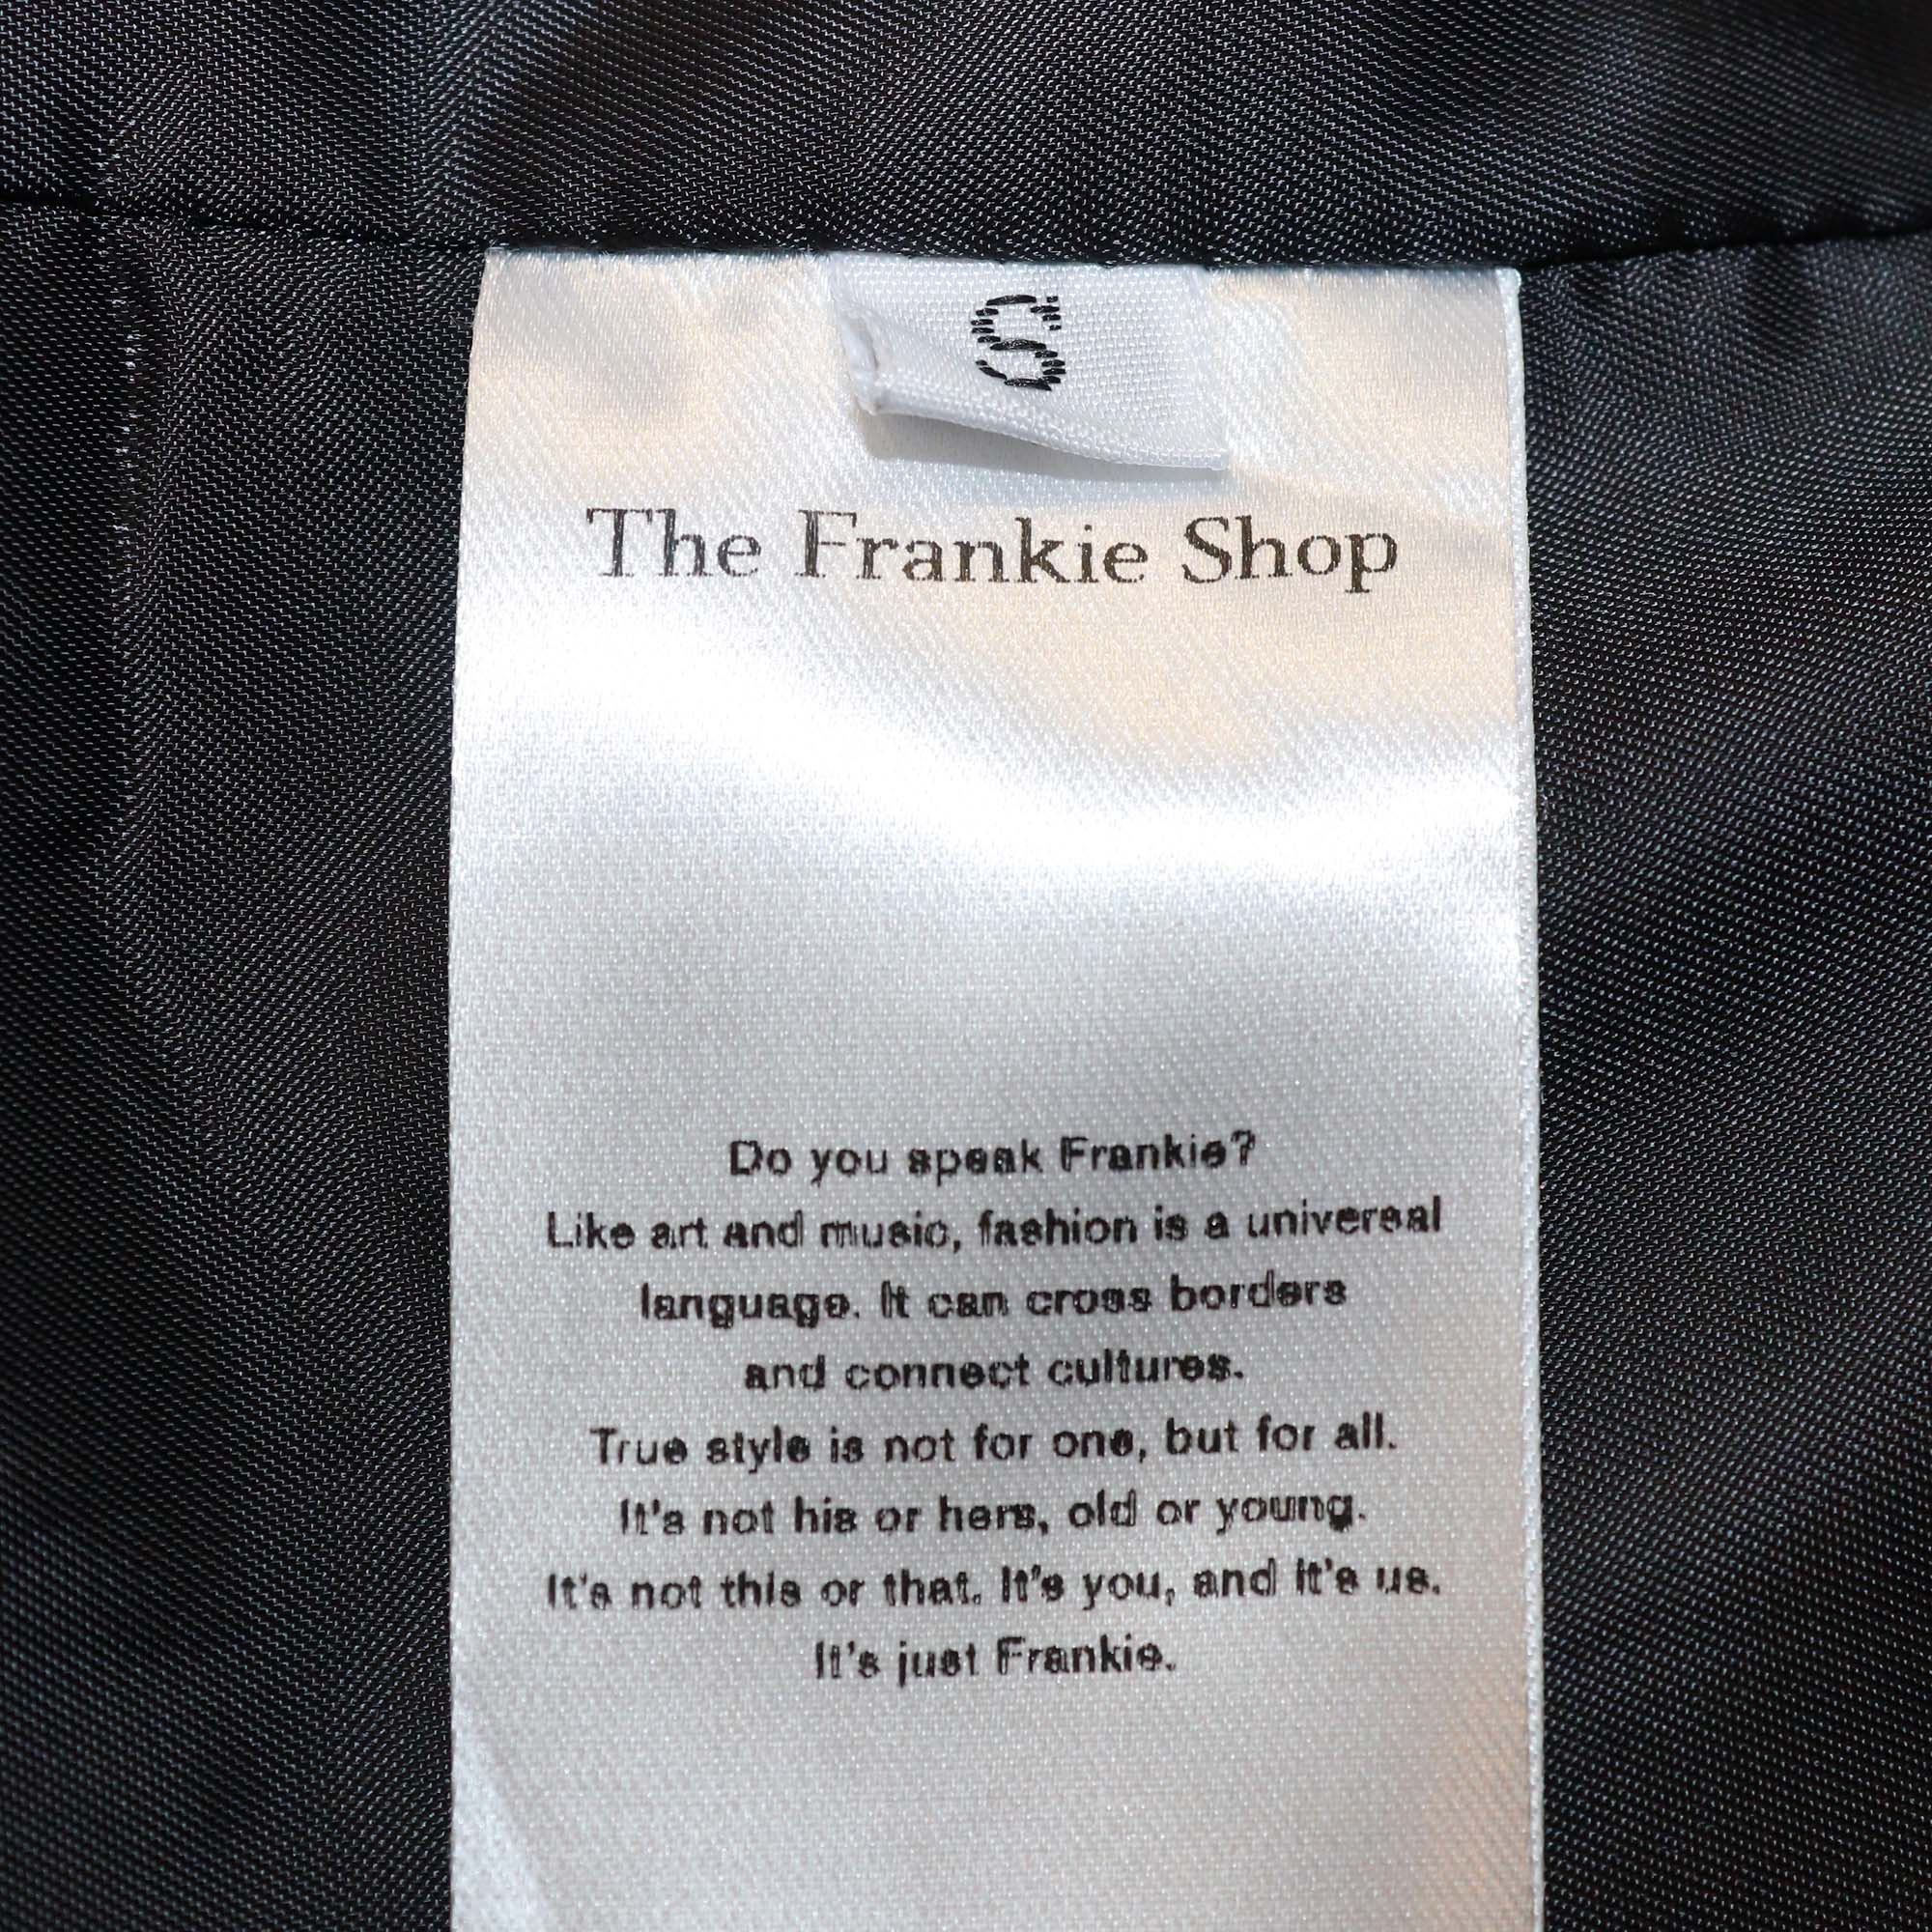 S
The Frankie Shop
Do you speak Frankie?
Like art and music, fashion is a universal
language. It can cross borders
and connect cultures.
True style is not for one, but for all.
It's not his or hers, old or young.
It's not this or that. It's you, and it's us.
It's just Frankie.